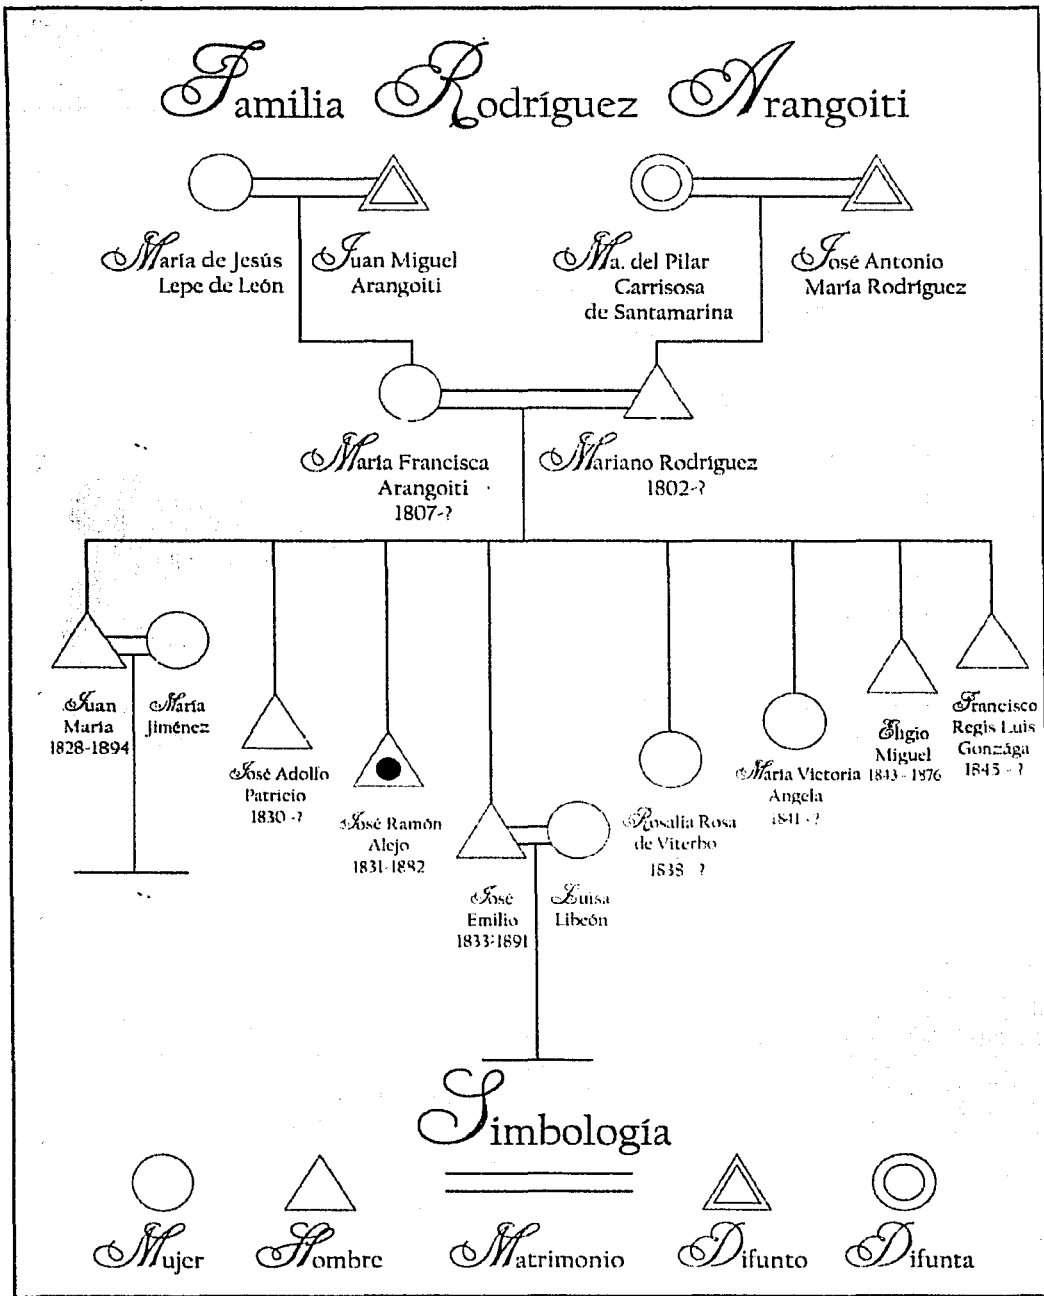 Familia Rodríguez Arangoiti
María de Jesús
Lepe de León
Juan Miguel
Arangoiti
Ma. del Pilar
Carrisosa
de Santamarina
José Antonio
María Rodríguez
María Francisca
Arangoiti
1807-?
Mariano Rodríguez
1802-?
Juan
María
1828-1894
María
Jiménez
José Adolfo
Patricio
1830 -?
José Ramón
Alejo
1831-1882
José
Emilio
1833-1891
Luisa
Libeón
Rosalía Rosa
de Viterbo
1838 - ?
María Victoria
Angela
1841 - ?
Eligio
Miguel
1843 - 1876
Francisco
Regis Luis
Gonzága
1845 - ?
Simbología
Mujer
Hombre
Matrimonio
Difunto
Difunta